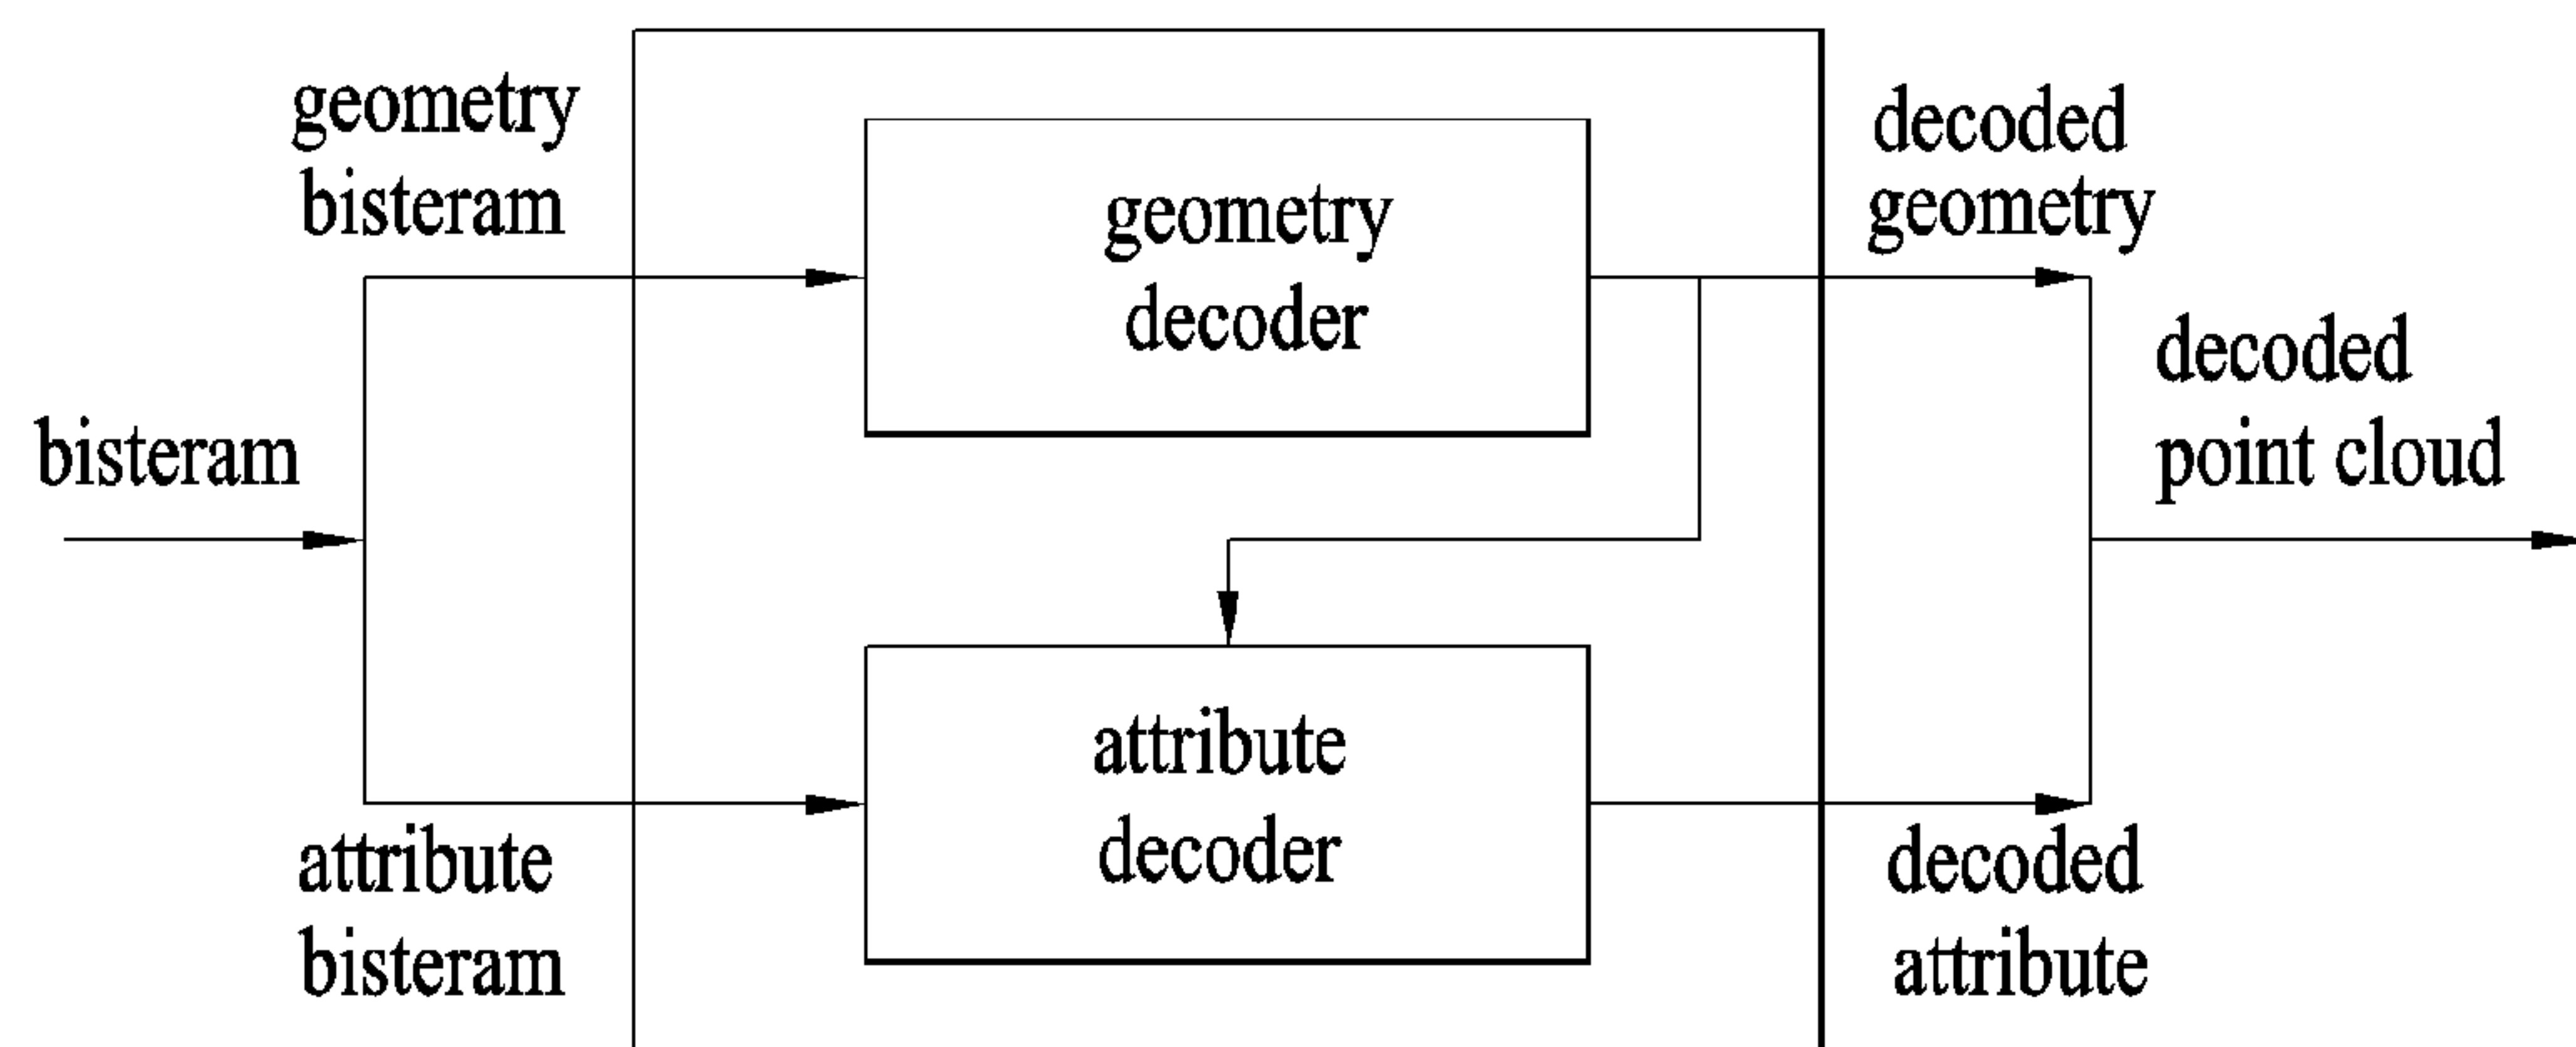 geometry
bisteram
bisteram
attribute
bisteram
geometry
decoder
attribute
decoder
decoded
geometry
decoded
point cloud
decoded
attribute